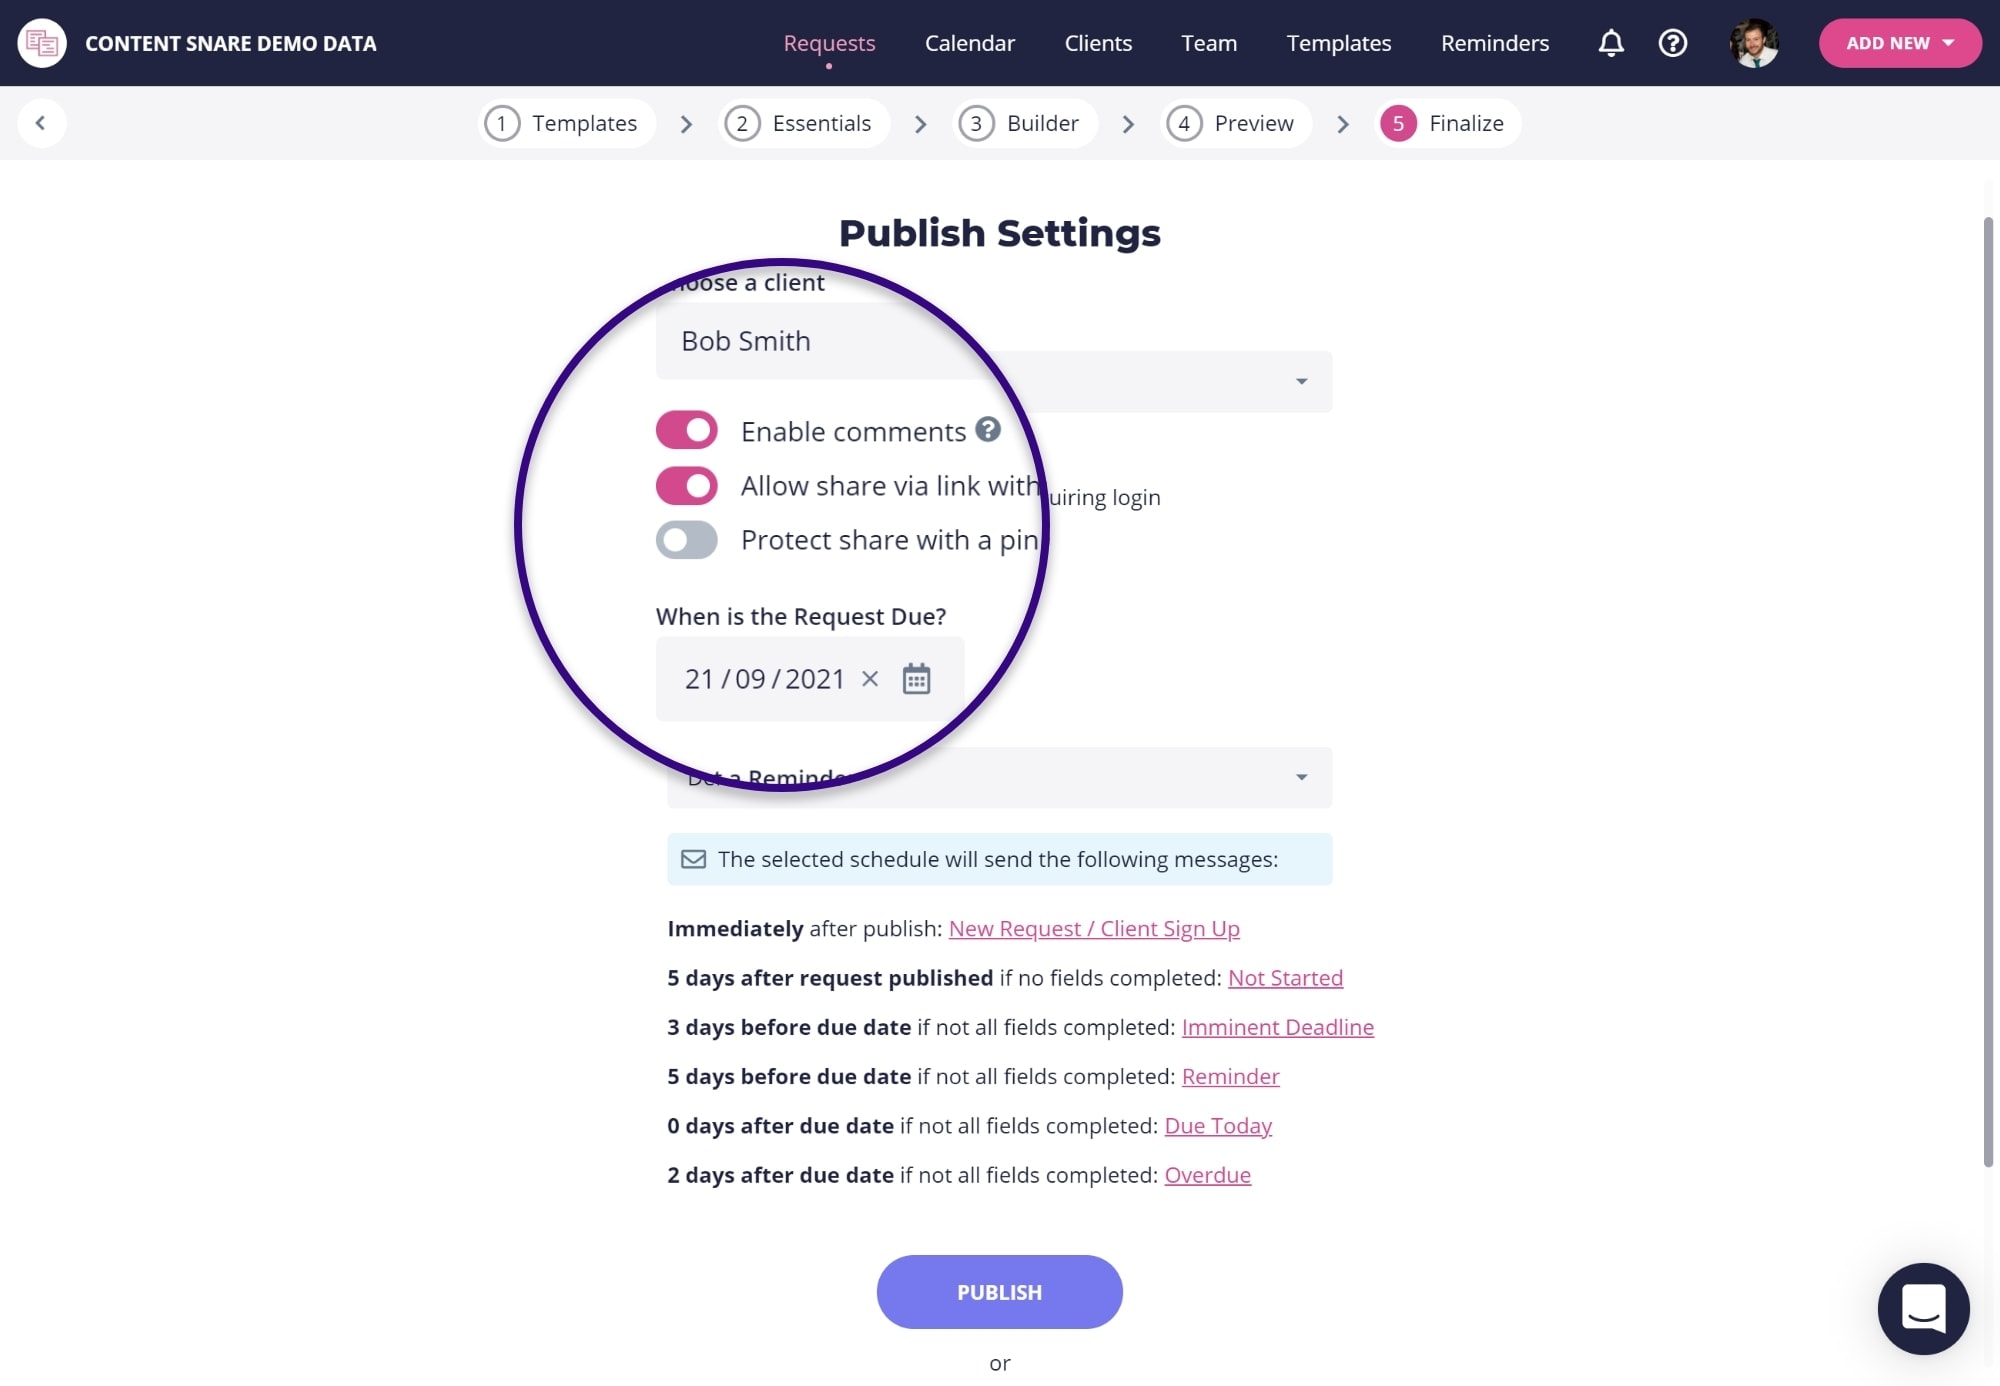 CONTENT SNARE DEMO DATA
Requests Calendar Clients Team Templates Reminders ADD NEW
1 Templates 2 Essentials 3 Builder 4 Preview 5 Finalize
Publish Settings
hoose a client
Bob Smith
Enable comments
Allow share via link with uiring login
Protect share with a pin
When is the Request Due?
21 / 09 / 2021
a Reminde
The selected schedule will send the following messages:
Immediately after publish: New Request / Client Sign Up
5 days after request published if no fields completed: Not Started
3 days before due date if not all fields completed: Imminent Deadline
5 days before due date if not all fields completed: Reminder
0 days after due date if not all fields completed: Due Today
2 days after due date if not all fields completed: Overdue
PUBLISH
or